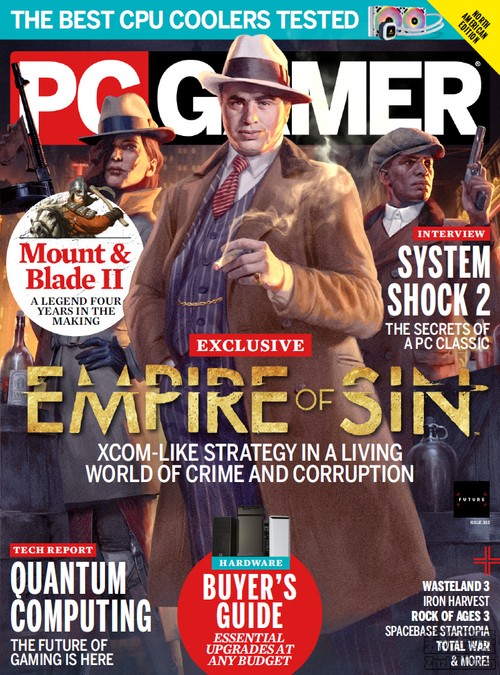 THE BEST CPU COOLERS TESTED
NORTH
AMERICAN
EDITION
PC GAMER
Mount &
Blade II
A LEGEND FOUR
YEARS IN THE
MAKING
INTERVIEW
SYSTEM
SHOCK 2
THE SECRETS OF
A PC CLASSIC
EXCLUSIVE
EMPIRE OF SIN
XCOM-LIKE STRATEGY IN A LIVING
WORLD OF CRIME AND CORRUPTION
FUTURE
TECH REPORT
QUANTUM
COMPUTING
THE FUTURE OF
GAMING IS HERE
HARDWARE
BUYER'S
GUIDE
ESSENTIAL
UPGRADES AT
ANY BUDGET
WASTELAND 3
IRON HARVEST
ROCK OF AGES 3
SPACEBASE STARTOPIA
TOTAL WAR
& MORE!